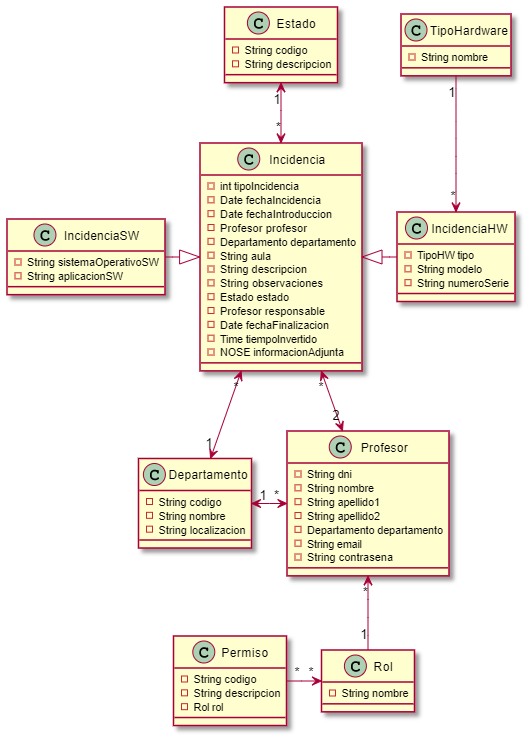 C Estado
String codigo
String descripcion
C TipoHardware
String nombre
1
*
1
*
C Incidencia
int tipoIncidencia
Date fechaIncidencia
Date fechaIntroduccion
Profesor profesor
Departamento departamento
String aula
String descripcion
String observaciones
Estado estado
Profesor responsable
Date fechaFinalizacion
Time tiempoInvertido
NOSE informacionAdjunta
C IncidenciaSW
String sistemaOperativoSW
String aplicacionSW
C IncidenciaHW
TipoHW tipo
String modelo
String numeroSerie
*
1
*
2
C Departamento
String codigo
String nombre
String localizacion
1
*
C Profesor
String dni
String nombre
String apellido1
String apellido2
Departamento departamento
String email
String contrasena
*
1
C Permiso
String codigo
String descripcion
Rol rol
*
*
C Rol
String nombre